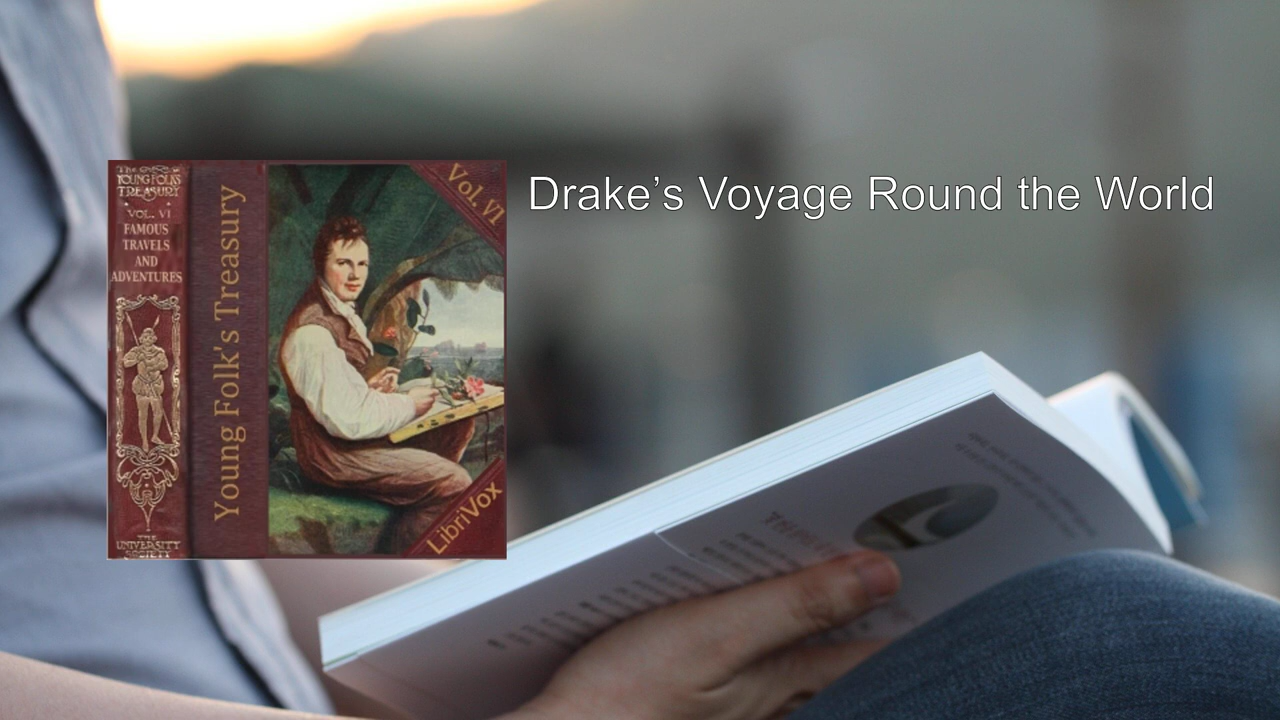 THE
YOUNG FOLKS
TREASURY
VOL. VI
FAMOUS
TRAVELS
AND
ADVENTURES
THE
UNIVERSITY
SOCIETY
Young Folk's Treasury
Vol. VI
LibriVox
Drake’s Voyage Round the World